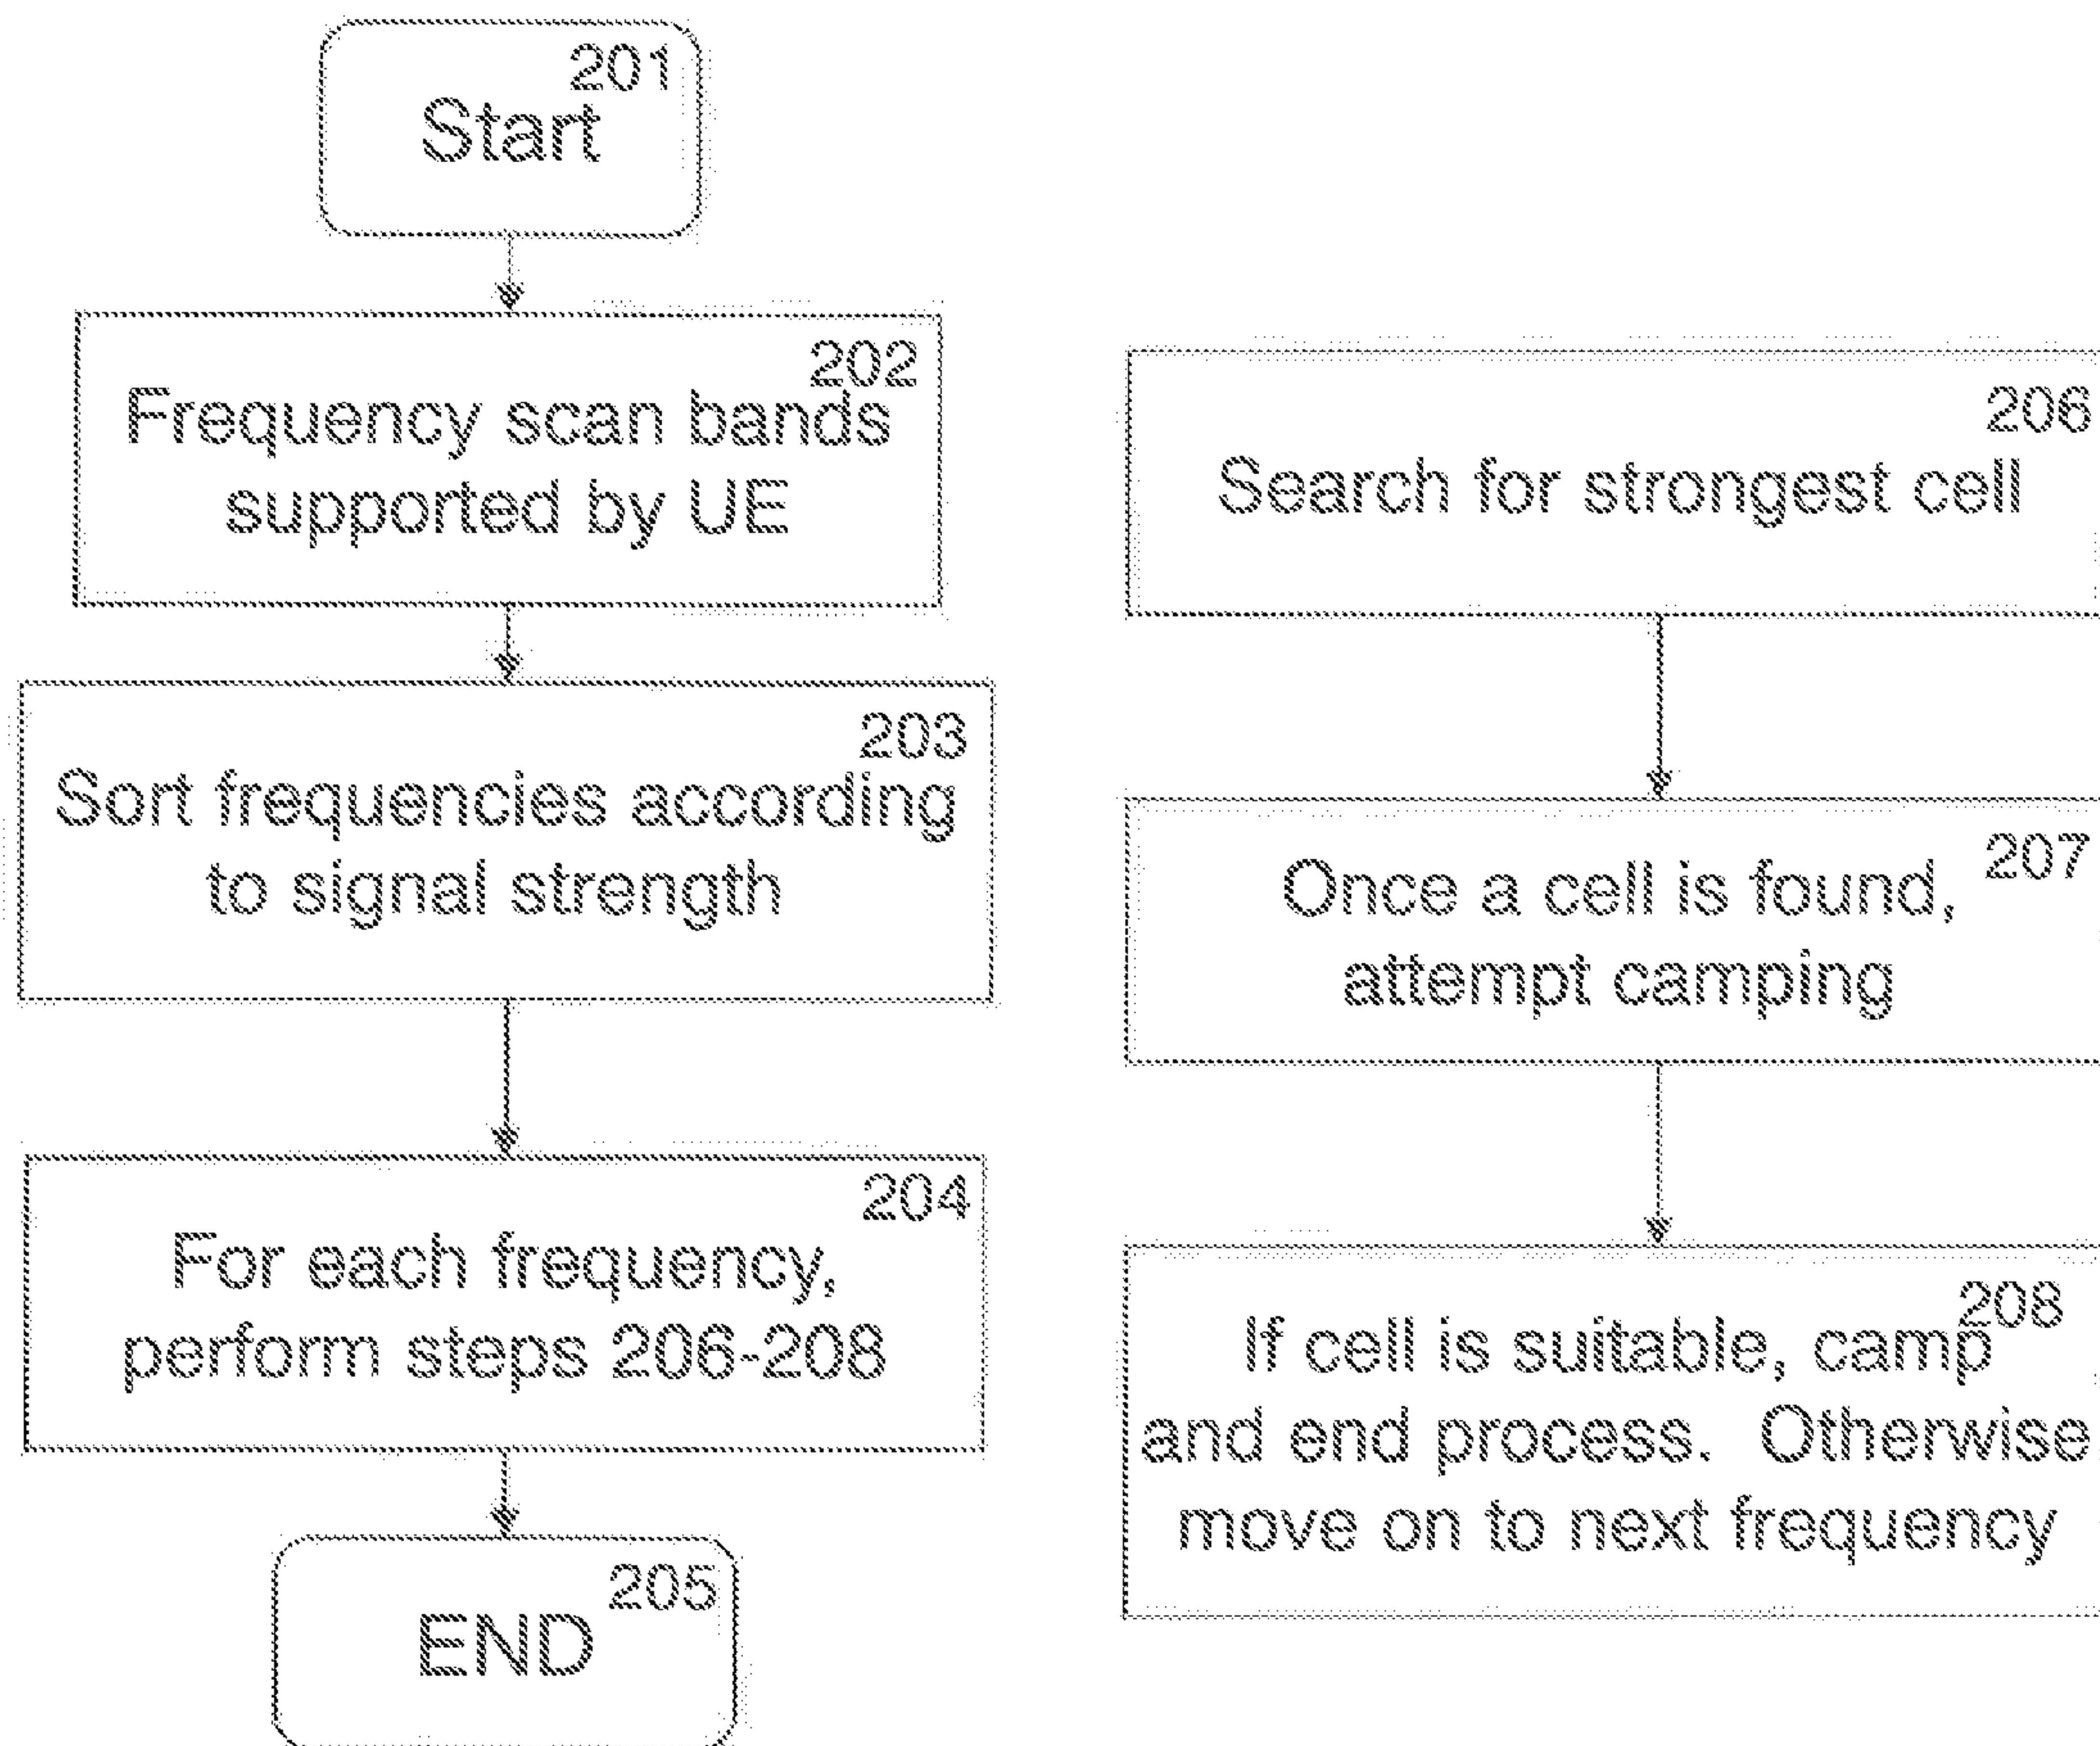 201
Start
202
Frequency scan bands
supported by UE
203
Sort frequencies according
to signal strength
204
For each frequency,
perform steps 206-208
205
END
206
Search for strongest cell
207
Once a cell is found,
attempt camping
208
If cell is suitable, camp
and end process. Otherwise,
move on to next frequency